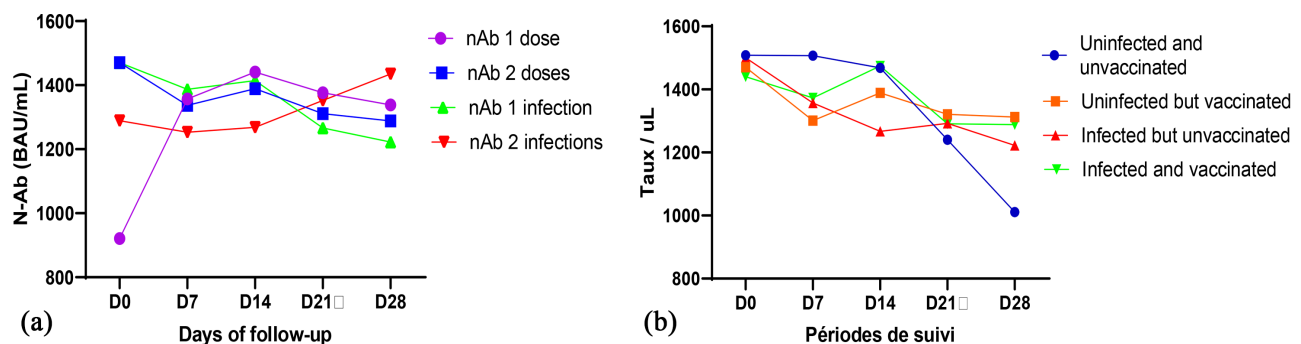 1600
1400
1200
1000
800
N-Ab (BAU/mL)
D0 D7 D14 D21□ D28
Days of follow-up
(a)
nAb 1 dose
nAb 2 doses
nAb 1 infection
nAb 2 infections
1600
1400
1200
1000
800
Taux / uL
D0 D7 D14 D21□ D28
Périodes de suivi
(b)
Uninfected and
unvaccinated
Uninfected but vaccinated
Infected but unvaccinated
Infected and vaccinated